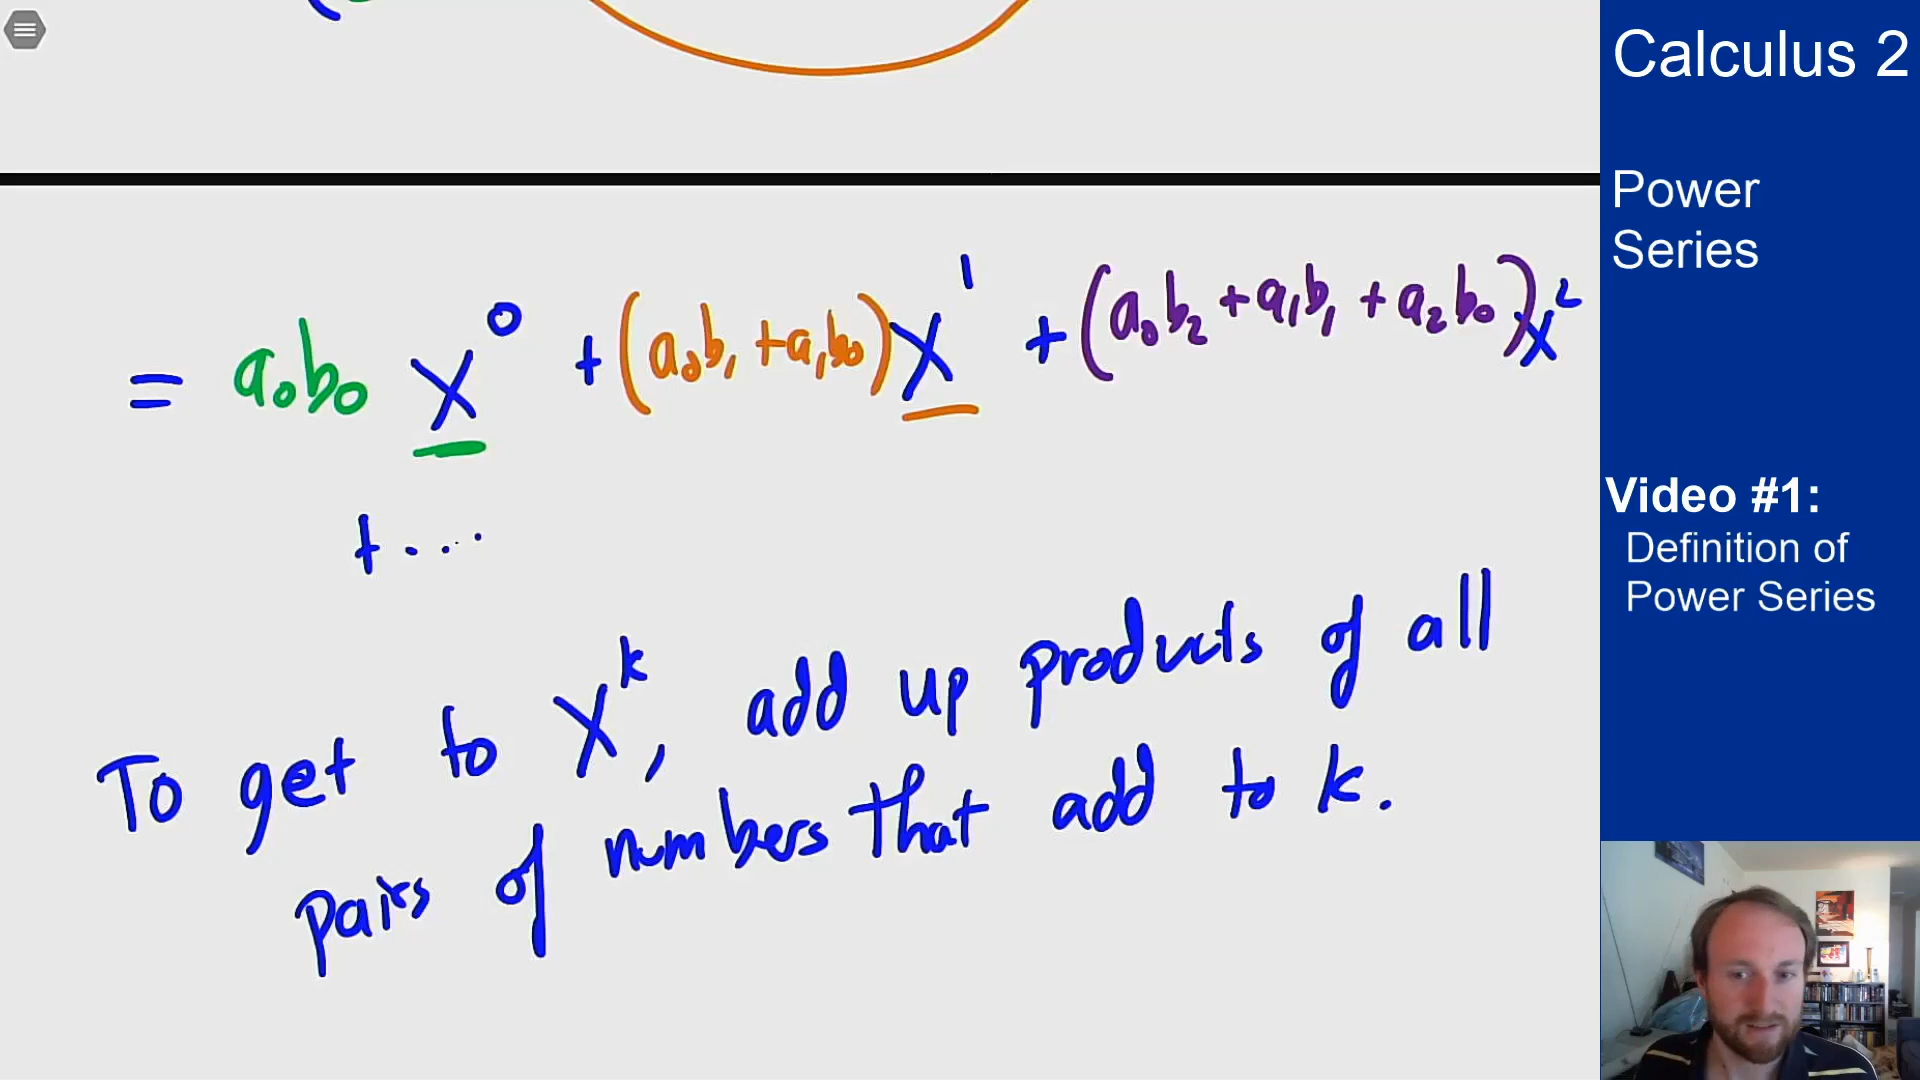 = a₀b₀ x⁰ + (a₀b₁ + a₁b₀)x¹ + (a₀b₂ + a₁b₁ + a₂b₀)x²
+ ....
To get to x^k, add up products of all
pairs of numbers that add to k.
Calculus 2
Power
Series
Video #1:
Definition of
Power Series